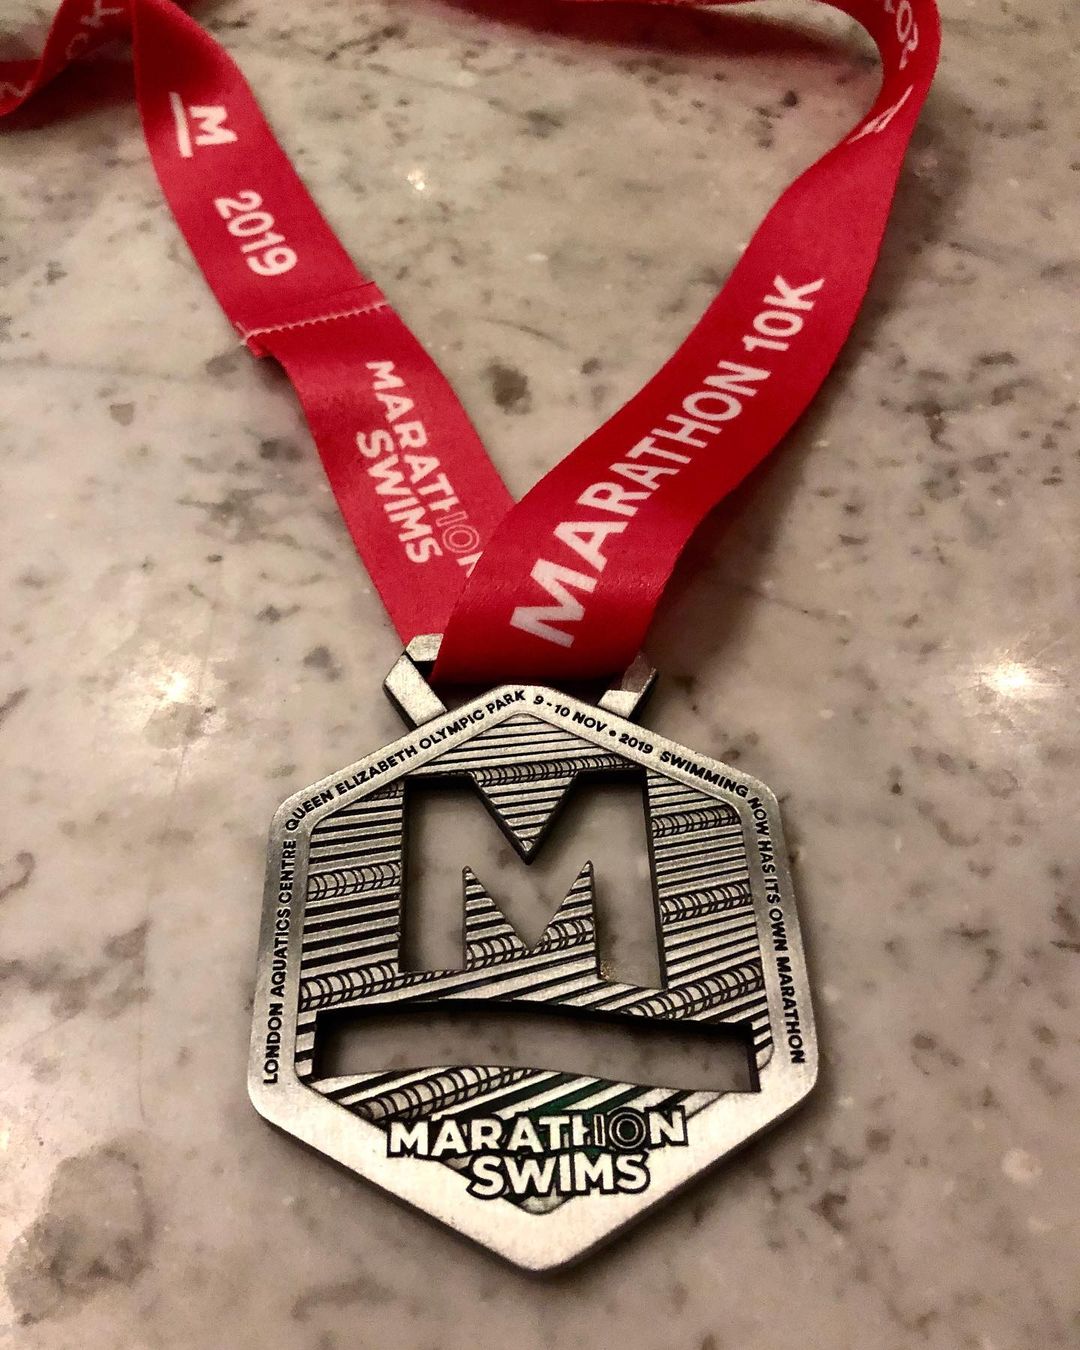 M
2019
MARATHON
SWIMS
MARATHON 10K
LONDON AQUATICS CENTRE QUEEN ELIZABETH OLYMPIC PARK 9-10 NOV • 2019 SWIMMING NOW HAS ITS OWN MARATHON
M
MARATHON
SWIMS